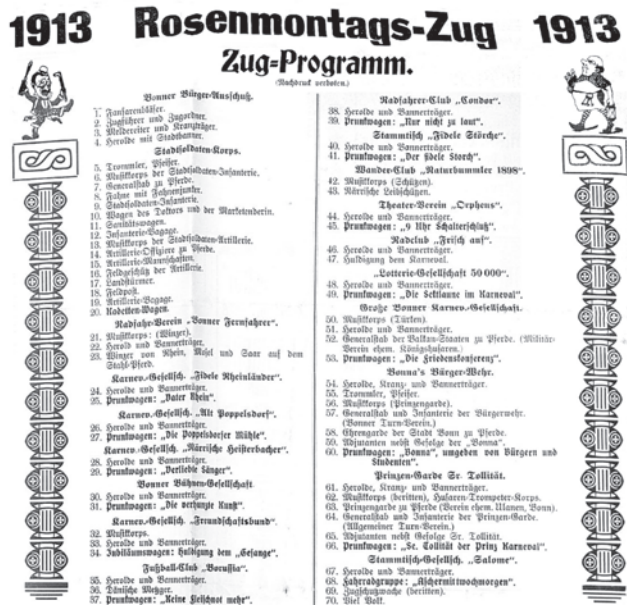 1913 Rosenmontags-Zug 1913
Zug=Programm.
(Nachdruck verboten.)
Bonner Bürger-Ausschuß.
1. Fanfarenbläser.
2. Zugführer und Zugordner.
3. Meldereiter und Kranzträger.
4. Herolde mit Stadtbanner.
Stadtsoldaten-Korps.
5. Trommler, Pfeifer.
6. Musikkorps der Stadtsoldaten-Infanterie.
7. Generalstab zu Pferde.
8. Fahne mit Fahnenjunker.
9. Stadtsoldaten-Infanterie.
10. Wagen des Doktors und der Marketenderin.
11. Sanitätswagen.
12. Infanterie-Bagage.
13. Musikkorps der Stadtsoldaten-Artillerie.
14. Artillerie-Offiziere zu Pferde.
15. Artillerie-Mannschaften.
16. Feldgeschütz der Artillerie.
17. Landstürmer.
18. Feldpost.
19. Artillerie-Bagage.
20. Kadetten-Wagen.
Radfahr-Verein „Bonner Fernfahrer".
21. Musikkorps: (Winzer).
22. Herold und Bannerträger.
23. Winzer von Rhein, Mosel und Saar auf dem
Stahl-Pferd.
Karnev.-Gesellsch. „Fidele Rheinländer".
24. Herolde und Bannerträger.
25. Prunkwagen: „Vater Rhein".
Karnev.-Gesellsch. „Alt Poppelsdorf".
26. Herolde und Bannerträger.
27. Prunkwagen: „Die Poppelsdorfer Mühle".
Karnev.-Gesellsch. „Närrische Heisterbacher".
28. Herolde und Bannerträger.
29. Prunkwagen: „Verliebte Sänger".
Bonner Bühnen-Gesellschaft
30. Herolde und Bannerträger.
31. Prunkwagen: „Die verhunzte Kunst".
Karnev.-Gesellsch. „Freundschaftsbund".
32. Musikkorps.
33. Herolde und Bannerträger.
34. Jubiläumswagen: Huldigung dem „Gesange".
Fußball-Club „Borussia".
35. Herolde und Bannerträger.
36. Dänische Metzger.
37. Prunkwagen: „Keine Fleischnot mehr".
Radfahrer-Club „Condor".
38. Herolde und Bannerträger.
39. Prunkwagen: „Nur nicht zu laut".
Stammtisch „Fidele Störche".
40. Herolde und Bannerträger.
41. Prunkwagen: „Der fidele Storch".
Wander-Club „Naturbummler 1898".
42. Musikkorps (Schützen).
43. Närrische Leibschützen.
Theater-Verein „Orpheus".
44. Herolde und Bannerträger.
45. Prunkwagen: „9 Uhr Schalterschluß".
Radclub „Frisch auf".
46. Herolde und Bannerträger.
47. Huldigung dem Karneval.
„Lotterie-Gesellschaft 50 000".
48. Herolde und Bannerträger.
49. Prunkwagen: „Die Sektlaune im Karneval".
Große Bonner Karnev.-Gesellschaft.
50. Musikkorps (Türken).
51. Herolde und Bannerträger.
52. Generalstab der Balkan-Staaten zu Pferde. (Militär-
Verein ehem. Königshusaren.)
53. Prunkwagen: „Die Friedenskonferenz".
Bonna's Bürger-Wehr.
54. Herolde, Kranz- und Bannerträger.
55. Trommler, Pfeifer.
56. Musikkorps (Prinzengarde).
57. Generalstab und Infanterie der Bürgerwehr.
(Bonner Turn-Verein.)
58. Ehrengarde der Stadt Bonn zu Pferde.
59. Adjutanten nebst Gefolge der „Bonna".
60. Prunkwagen: „Bonna", umgeben von Bürgern und
Studenten".
Prinzen-Garde Sr. Tollität.
61. Herolde, Kranz- und Bannerträger.
62. Musikkorps (beritten), Husaren-Trompeter-Korps.
63. Prinzengarde zu Pferde (Verein ehem. Ulanen, Bonn).
64. Generalstab und Infanterie der Prinzen-Garde.
(Allgemeiner Turn-Verein.)
65. Adjutanten nebst Gefolge Sr. Tollität.
66. Prunkwagen: „Se. Tollität der Prinz Karneval".
Stammtisch-Gesellsch. „Salome".
67. Herolde und Bannerträger.
68. Fahrradgruppe: „Aschermittwochmorgen".
69. Zugschutzwache (beritten).
70. Viel Volk.